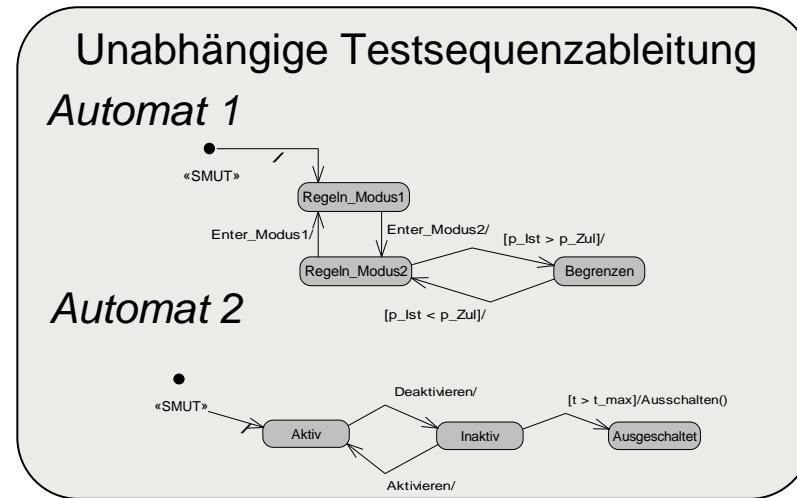 Unabhängige Testsequenzableitung
Automat 1
«SMUT»
/
Regeln_Modus1
Enter_Modus1/
Enter_Modus2/
[p_Ist > p_Zul]/
Regeln_Modus2
Begrenzen
[p_Ist < p_Zul]/
Automat 2
«SMUT»
/
Deaktivieren/
[t > t_max]/Ausschalten()
Aktiv
Inaktiv
Ausgeschaltet
Aktivieren/